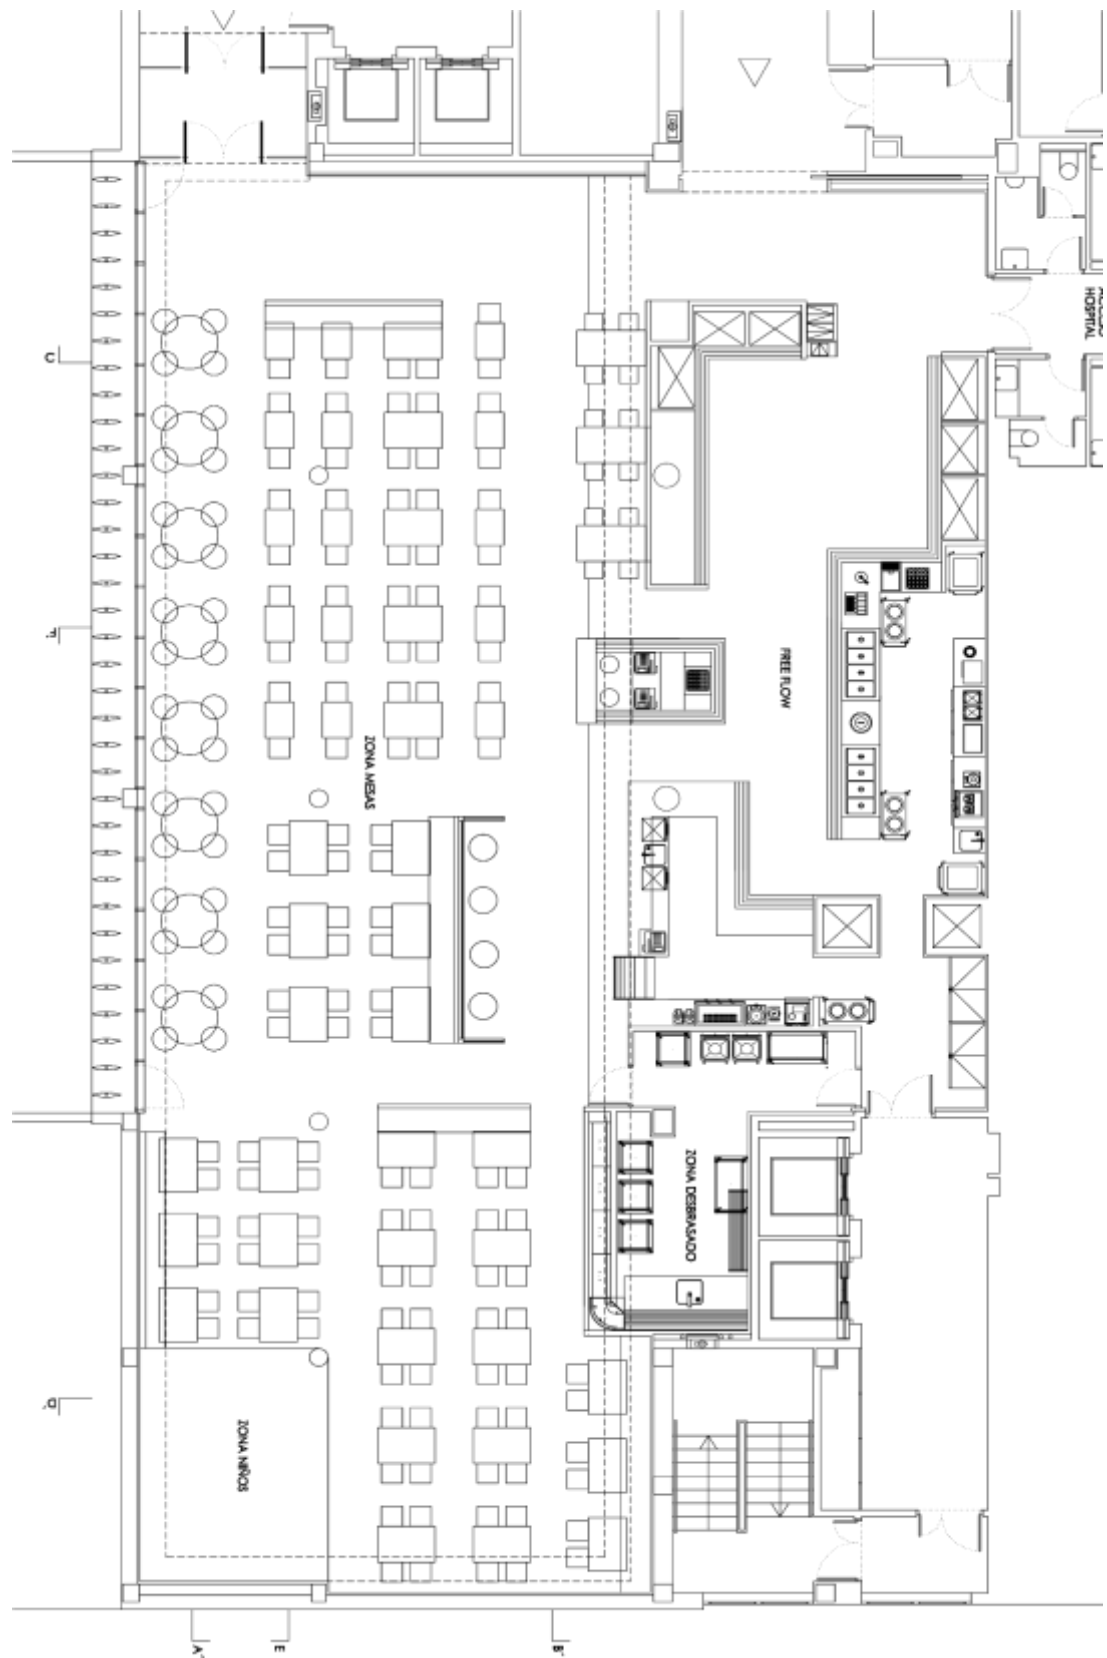 ACCESO
HOSPITAL
C
F'
FREE FLOW
ZONA MESAS
ZONA DESBRASADO
D'
ZONA NIÑOS
A'
E
B'